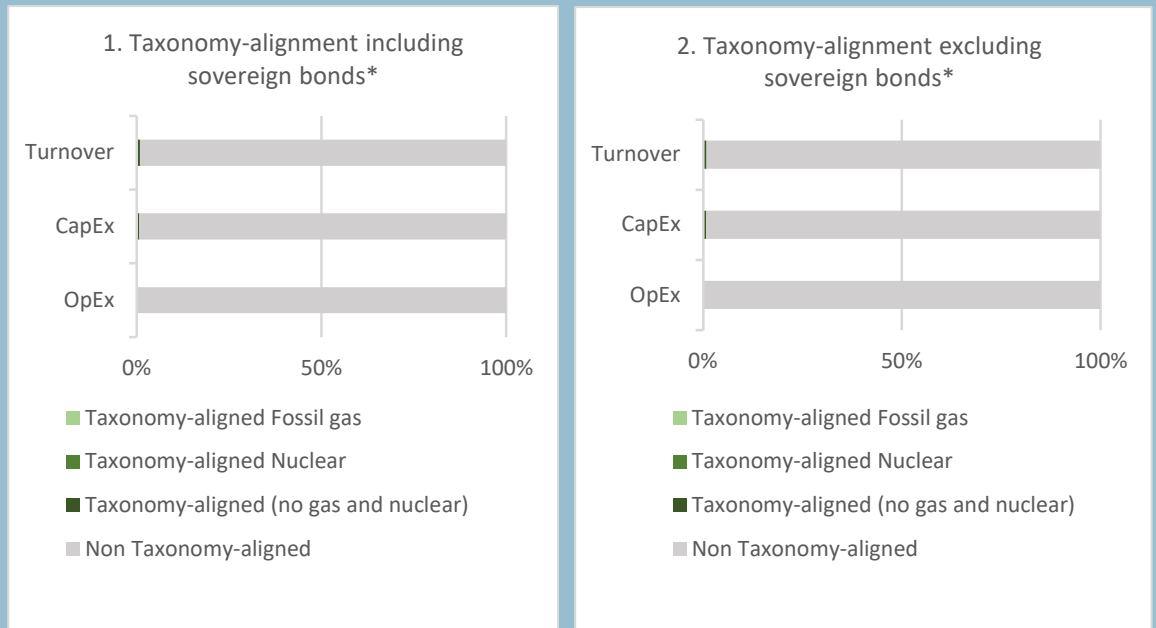 1. Taxonomy-alignment including
sovereign bonds*
Turnover
CapEx
OpEx
0%
50%
100%
Taxonomy-aligned Fossil gas
Taxonomy-aligned Nuclear
Taxonomy-aligned (no gas and nuclear)
Non Taxonomy-aligned
2. Taxonomy-alignment excluding
sovereign bonds*
Turnover
CapEx
OpEx
0%
50%
100%
Taxonomy-aligned Fossil gas
Taxonomy-aligned Nuclear
Taxonomy-aligned (no gas and nuclear)
Non Taxonomy-aligned